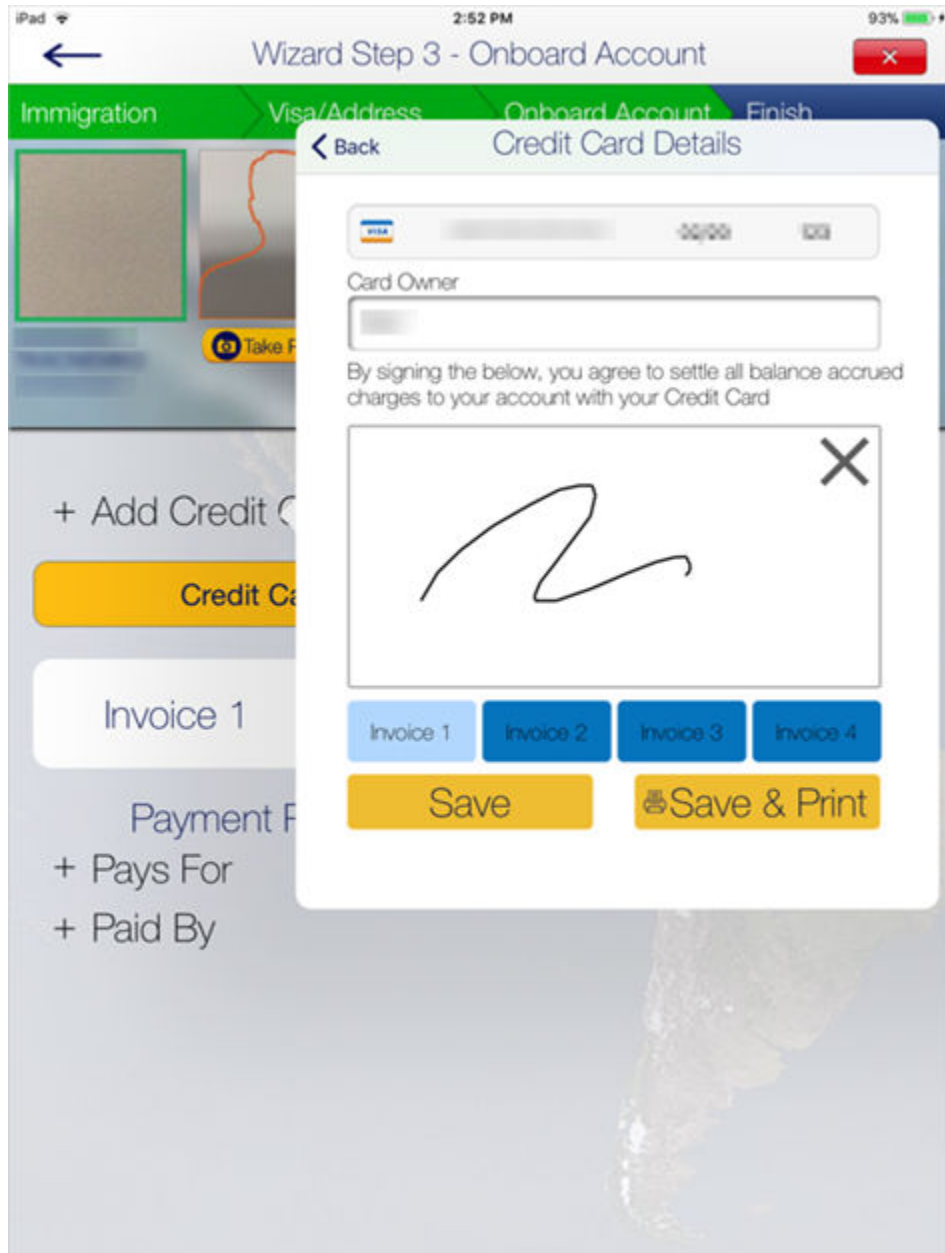 iPad 2:52 PM 93%
Wizard Step 3 - Onboard Account
Immigration Visa/Address Onboard Account Finish
Back Credit Card Details
VISA
Card Owner
Take
By signing the below, you agree to settle all balance accrued
charges to your account with your Credit Card
+ Add Credit
Credit
Invoice 1
Invoice 1 Invoice 2 Invoice 3 Invoice 4
Save Save & Print
Payment
+ Pays For
+ Paid By